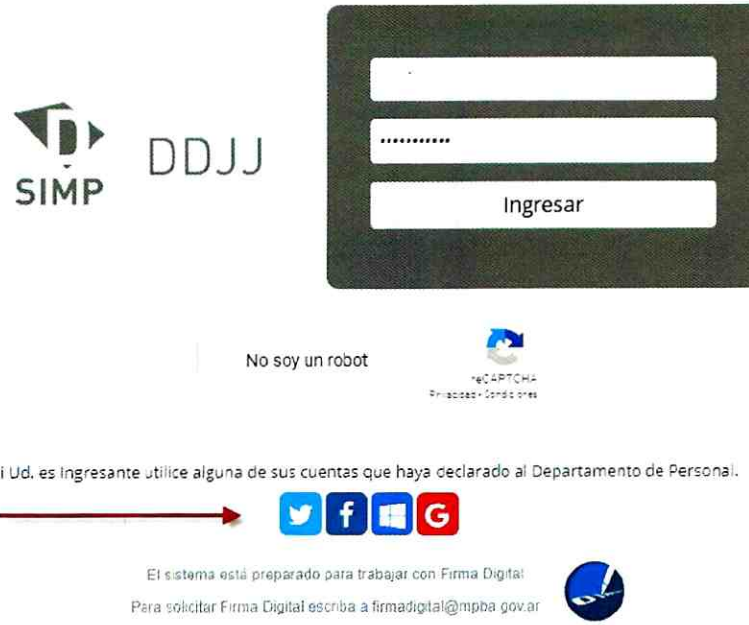 SIMP
DDJJ
•••••••••••
Ingresar
No soy un robot
reCAPTCHA
Privacidad - Condiciones
i Ud. es Ingresante utilice alguna de sus cuentas que haya declarado al Departamento de Personal.
El sistema está preparado para trabajar con Firma Digital
Para solicitar Firma Digital escriba a firmadigital@mpba.gov.ar